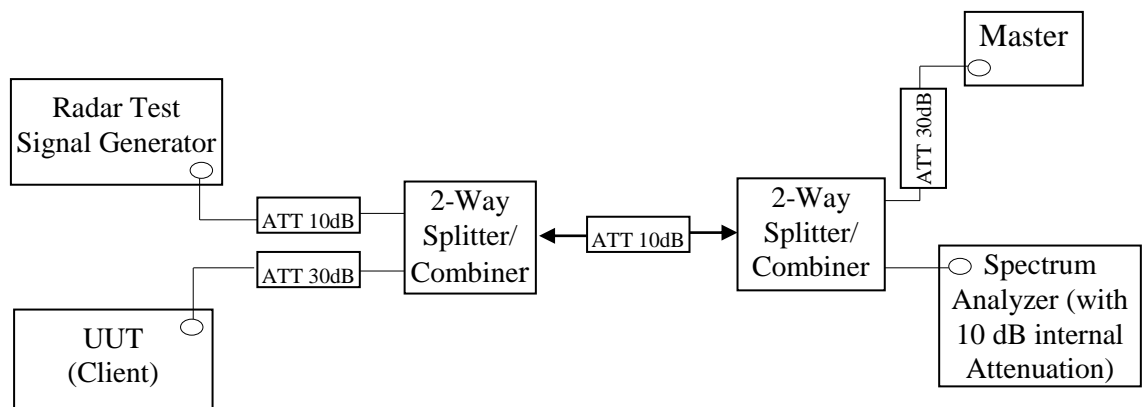 Radar Test
Signal Generator
ATT 10dB
ATT 30dB
UUT
(Client)
2-Way
Splitter/
Combiner
ATT 10dB
2-Way
Splitter/
Combiner
ATT 30dB
Master
Spectrum
Analyzer (with
10 dB internal
Attenuation)